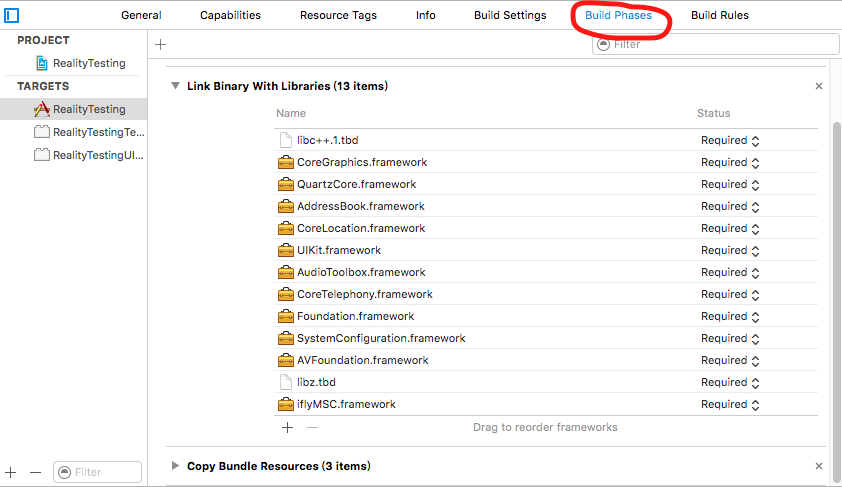 General Capabilities Resource Tags Info Build Settings Build Phases Build Rules
PROJECT
RealityTesting
TARGETS
RealityTesting
RealityTestingTe...
RealityTestingUI...
Filter
Filter
Link Binary With Libraries (13 items)
Name Status
libc++.1.tbd Required
CoreGraphics.framework Required
QuartzCore.framework Required
AddressBook.framework Required
CoreLocation.framework Required
UIKit.framework Required
AudioToolbox.framework Required
CoreTelephony.framework Required
Foundation.framework Required
SystemConfiguration.framework Required
AVFoundation.framework Required
libz.tbd Required
iflyMSC.framework Required
Drag to reorder frameworks
Copy Bundle Resources (3 items)